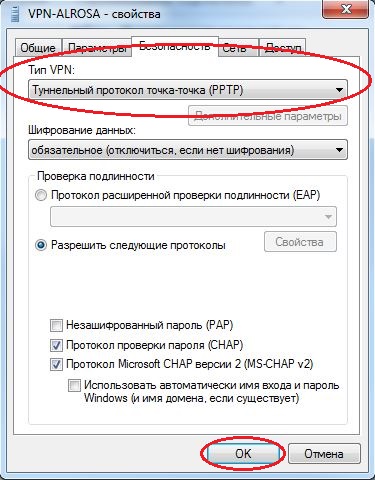 VPN-ALROSA - свойства
Общие Параметры Безопасность Сеть Доступ
Тип VPN:
Туннельный протокол точка-точка (PPTP)
Дополнительные параметры
Шифрование данных:
обязательное (отключиться, если нет шифрования)
Проверка подлинности
Протокол расширенной проверки подлинности (EAP)
Разрешить следующие протоколы
Свойства
Незашифрованный пароль (PAP)
Протокол проверки пароля (CHAP)
Протокол Microsoft CHAP версии 2 (MS-CHAP v2)
Использовать автоматически имя входа и пароль
Windows (и имя домена, если существует)
OK Отмена